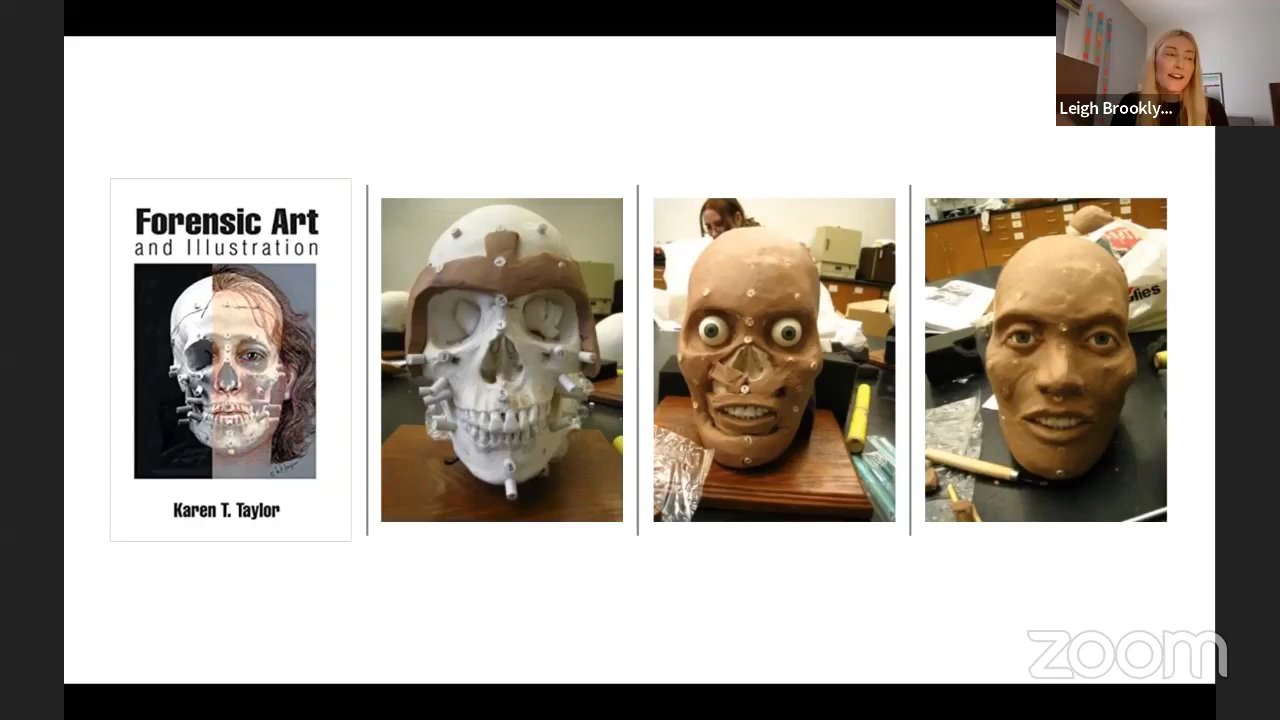 Leigh Brookly...
Forensic Art
and Illustration
Karen T. Taylor
zoom